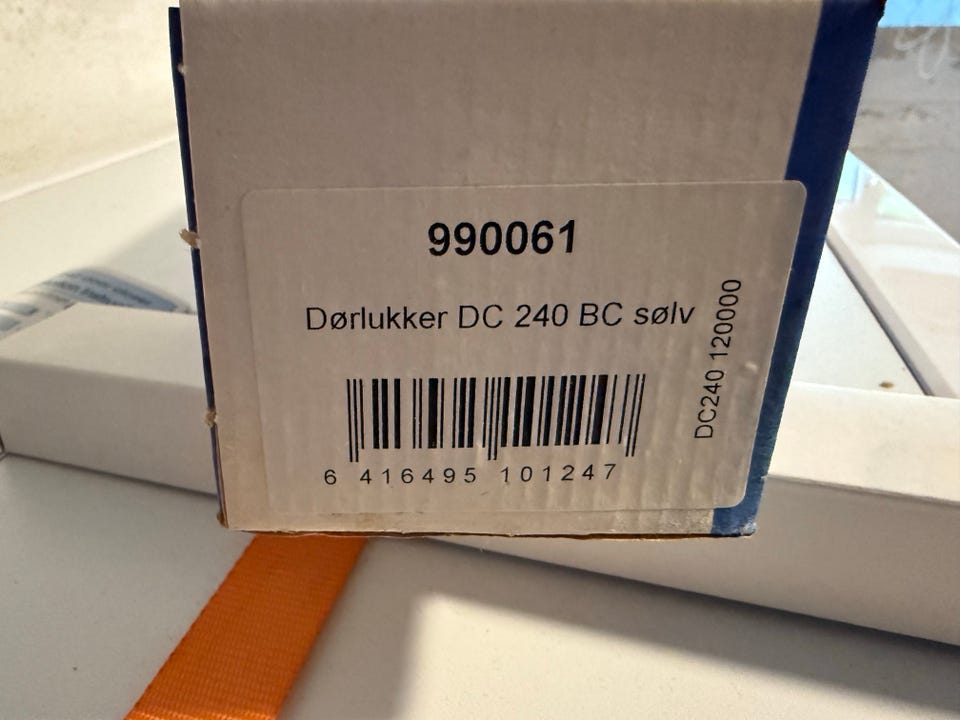 990061
Dørlukker DC 240 BC sølv
DC240 120000
6 416495 101247